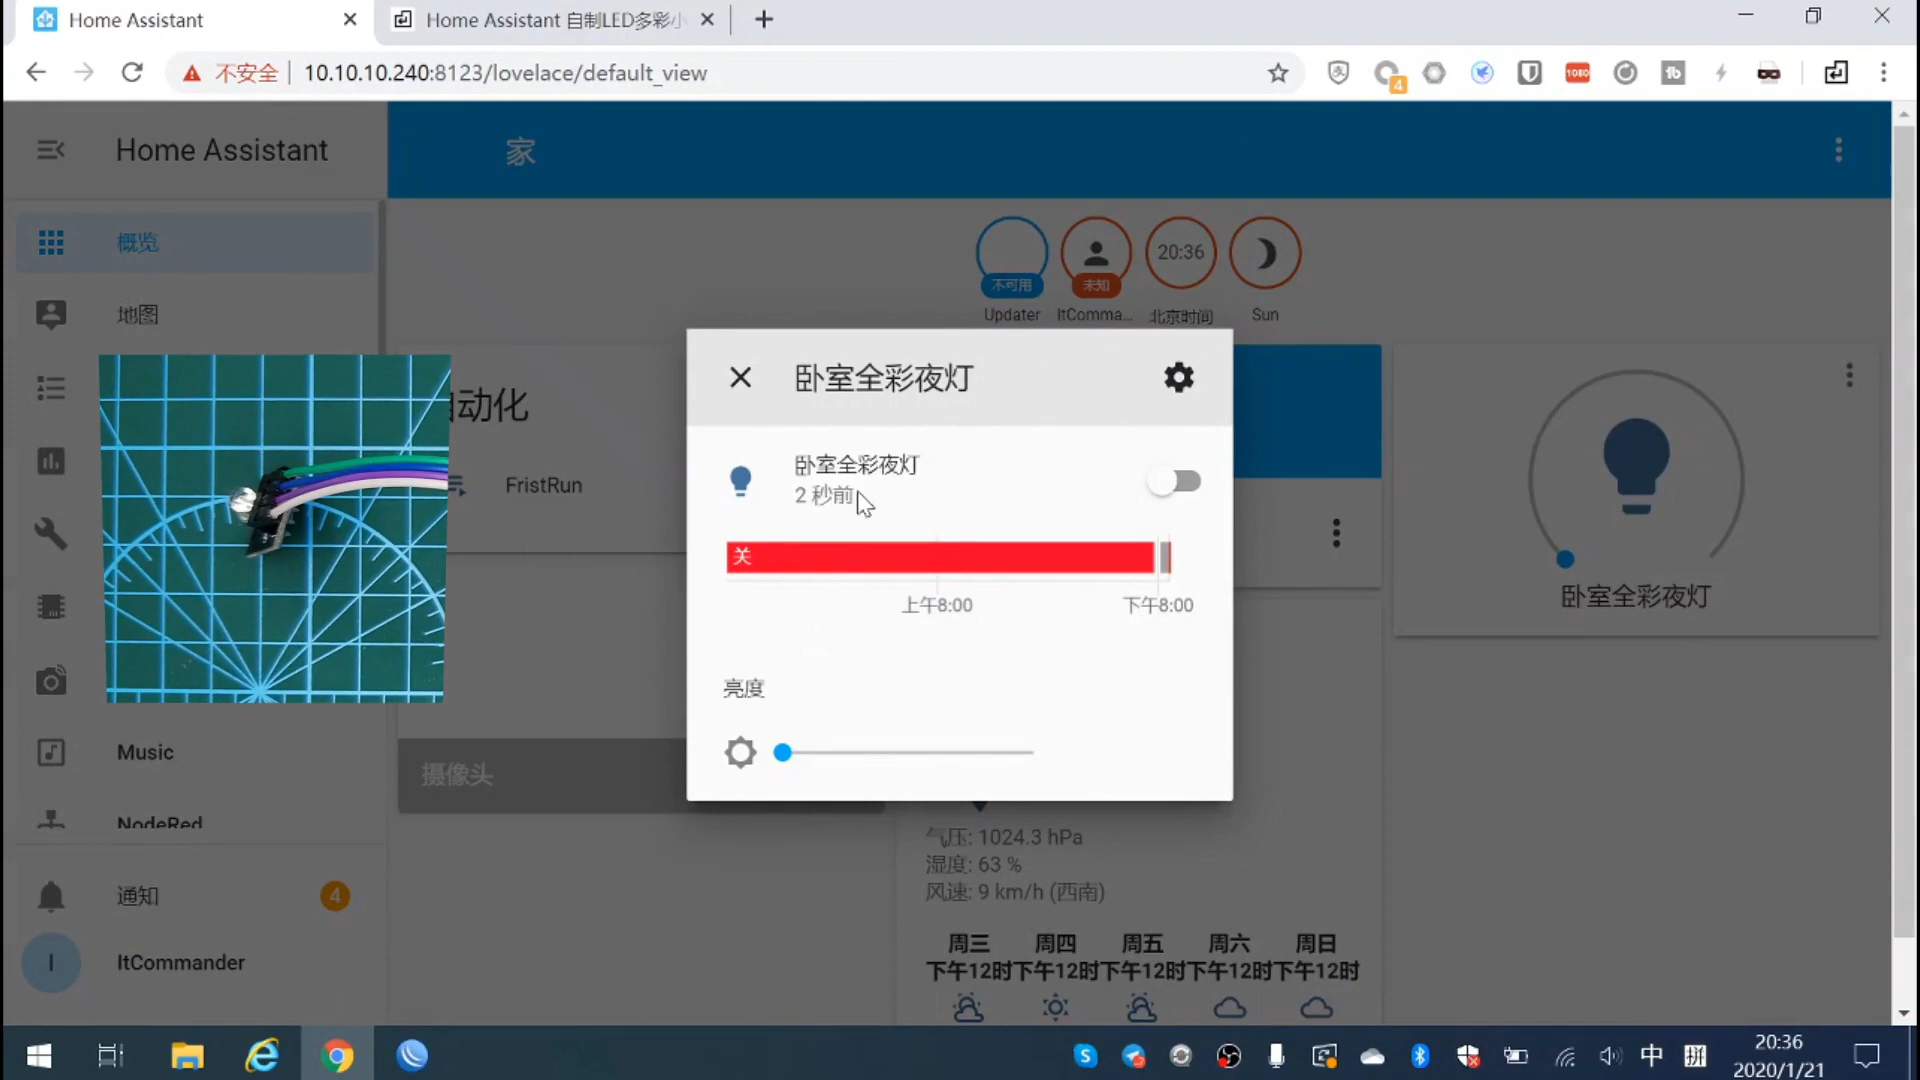 Home Assistant
Home Assistant 自制LED多彩小
不安全
10.10.10.240:8123/lovelace/default_view
4
1080
Home Assistant
家
概览
地图
20:36
不可用
未知
Updater
ItComma...
北京时间
Sun
自动化
FristRun
卧室全彩夜灯
卧室全彩夜灯
2 秒前
关
上午8:00
下午8:00
亮度
卧室全彩夜灯
Music
摄像头
NodeRed
气压: 1024.3 hPa
湿度: 63 %
风速: 9 km/h (西南)
周三 周四 周五 周六 周日
下午12时 下午12时 下午12时 下午12时 下午12时
通知
4
I
ItCommander
中
拼
20:36
2020/1/21